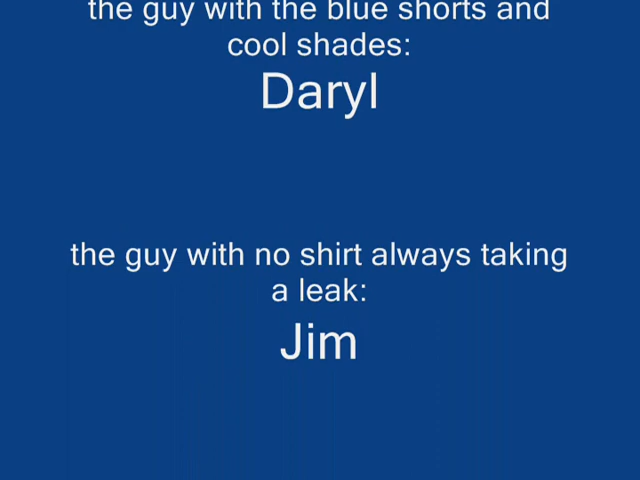 the guy with the blue shorts and
cool shades:
Daryl
the guy with no shirt always taking
a leak:
Jim